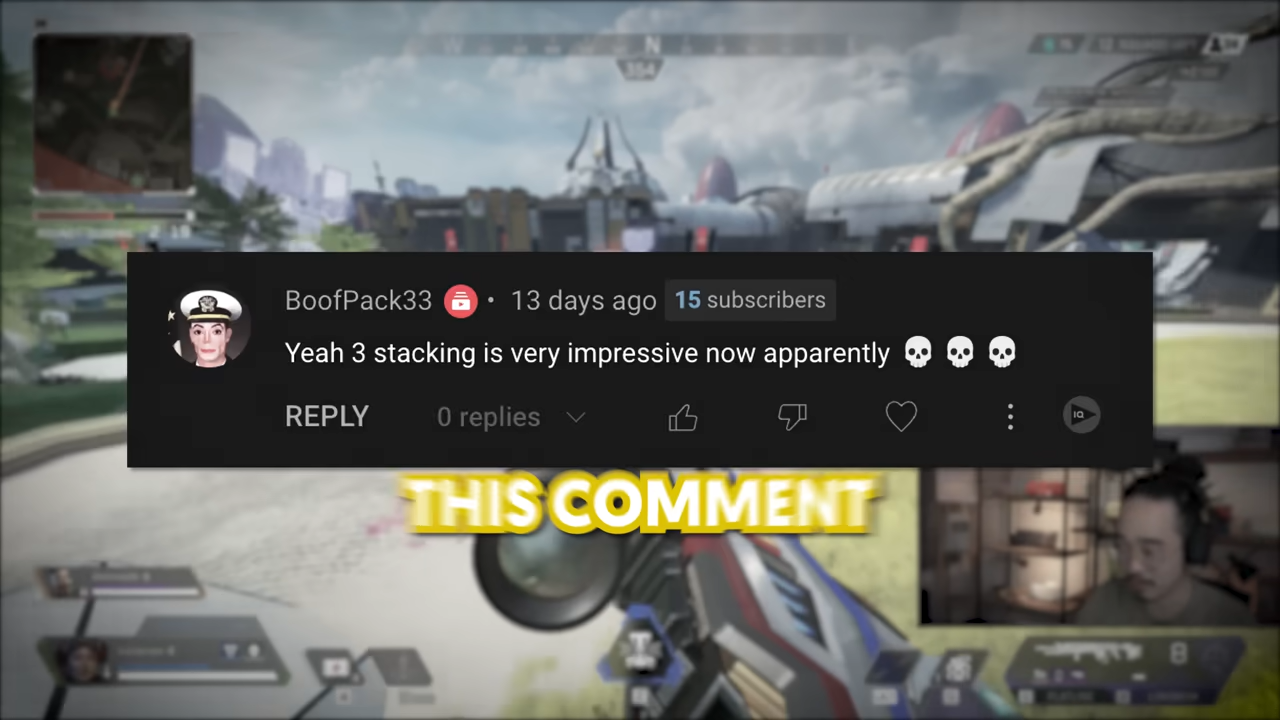 W
N
354
BoofPack33 • 13 days ago 15 subscribers
Yeah 3 stacking is very impressive now apparently 💀 💀 💀
REPLY 0 replies
THIS COMMENT